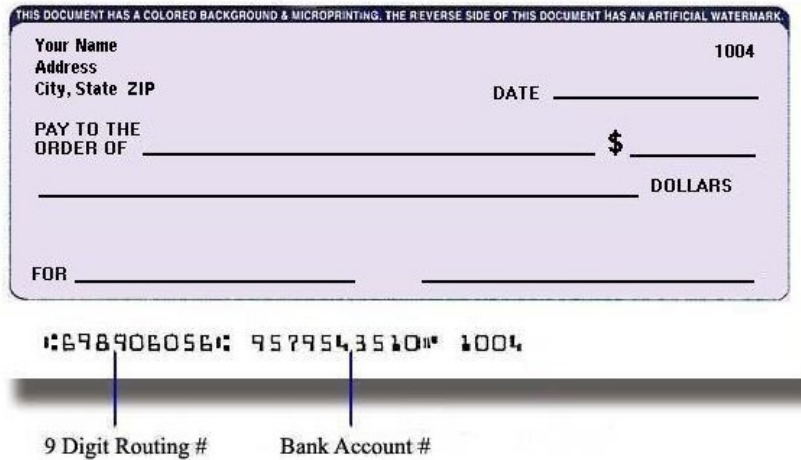 THIS DOCUMENT HAS A COLORED BACKGROUND & MICROPRINTING. THE REVERSE SIDE OF THIS DOCUMENT HAS AN ARTIFICIAL WATERMARK.
Your Name 1004
Address
City, State ZIP DATE
PAY TO THE
ORDER OF $
DOLLARS
FOR
⑆698906056⑆ 9579543510⑈ 1004
9 Digit Routing # Bank Account #